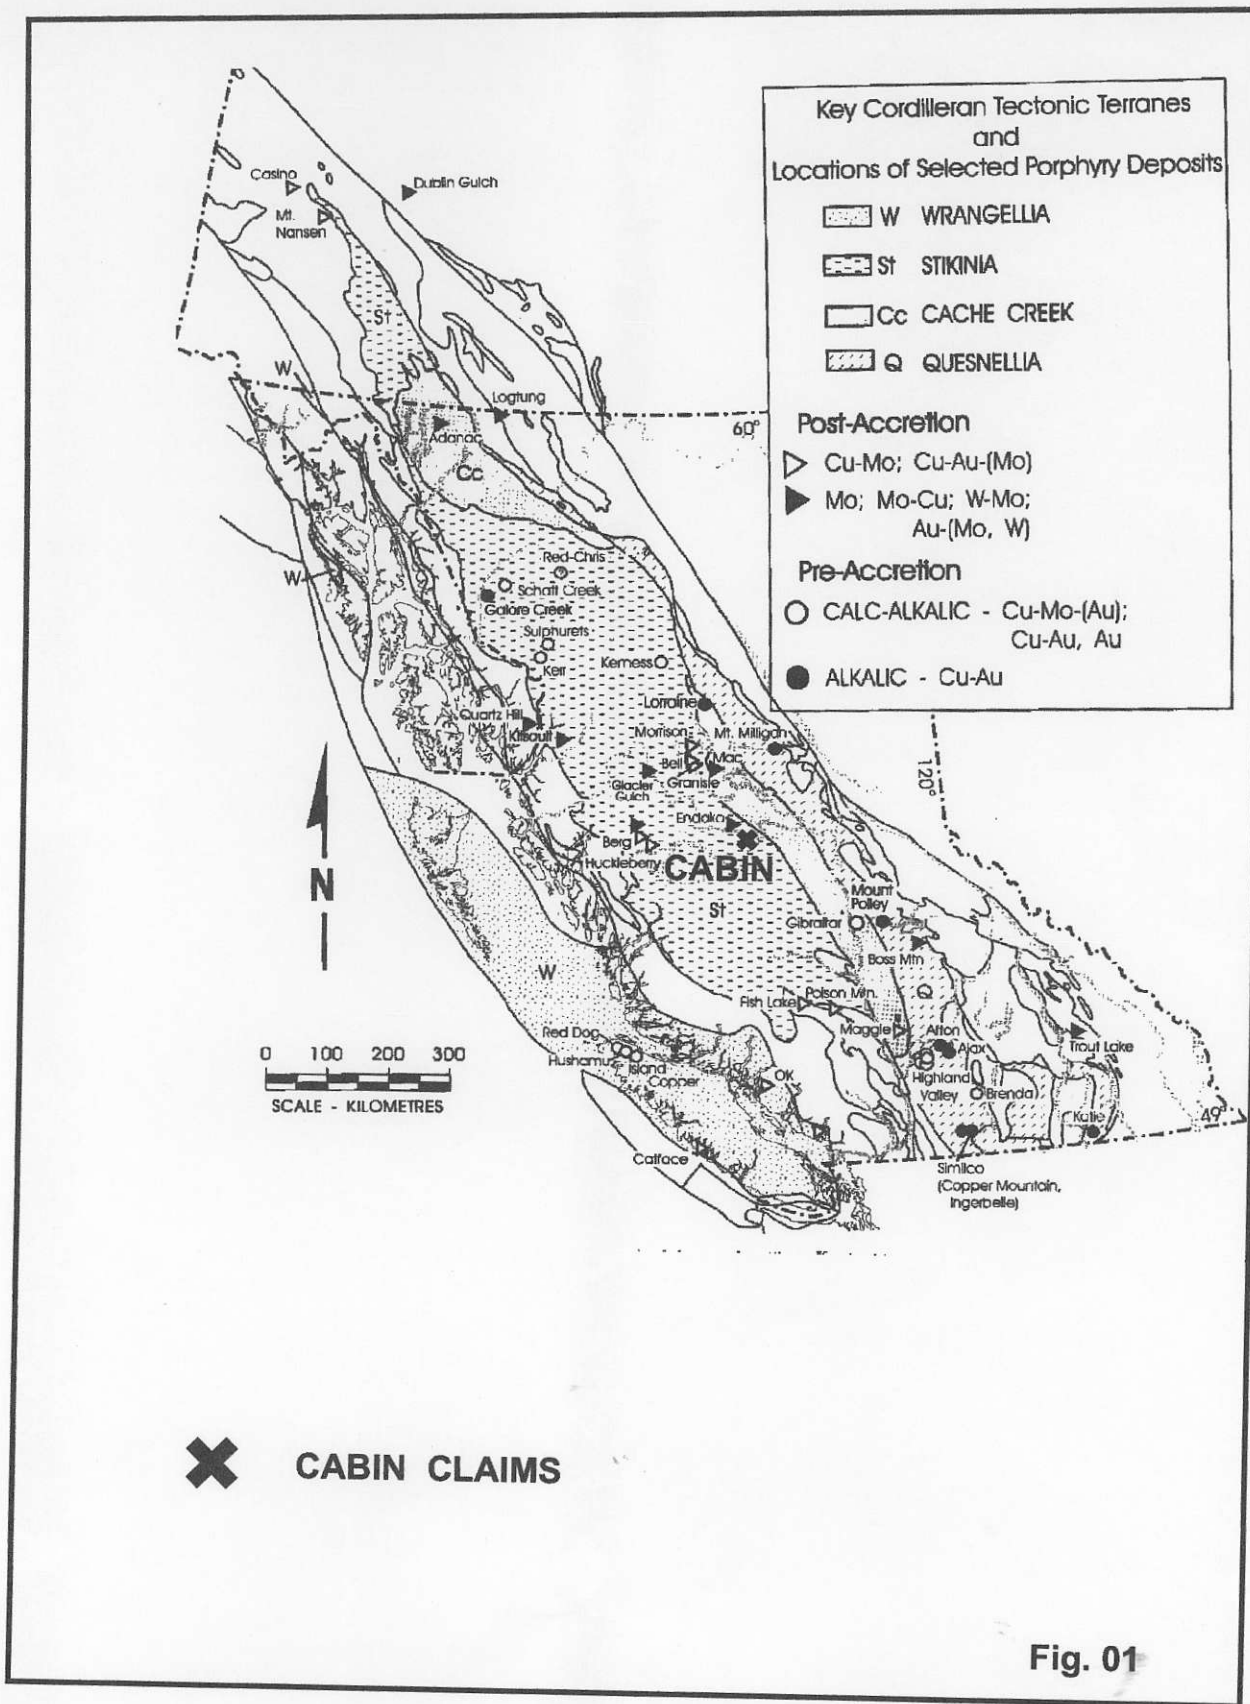 Key Cordilleran Tectonic Terranes
and
Locations of Selected Porphyry Deposits
W WRANGELLIA
St STIKINIA
Cc CACHE CREEK
Q QUESNELLIA
Post-Accretion
Cu-Mo; Cu-Au-(Mo)
Mo; Mo-Cu; W-Mo;
Au-(Mo, W)
Pre-Accretion
CALC-ALKALIC - Cu-Mo-(Au);
Cu-Au, Au
ALKALIC - Cu-Au
Casino
Dublin Gulch
Mt.
Nansen
St
W
Logtung
60°
Adanac
Cc
Red-Chris
W
Schaft Creek
Galore Creek
Sulphurets
Kerr
Kemess
Lorraine
Quartz Hill
Kitsault
Morrison
Mt. Milligan
Bell
Mac
Granisle
Glacier
Gulch
120°
Endako
Berg
Huckleberry
CABIN
St
Mount
Polley
Gibraltar
Boss Mtn
N
W
Q
Fish Lake
Poison Mtn.
Maggie
Afton
Ajax
Trout Lake
Red Dog
Hushamu
Island
Copper
OK
Highland
Valley
Brenda
Katie
49°
0 100 200 300
SCALE - KILOMETRES
Catface
Similco
(Copper Mountain,
Ingerbelle)
CABIN CLAIMS
Fig. 01